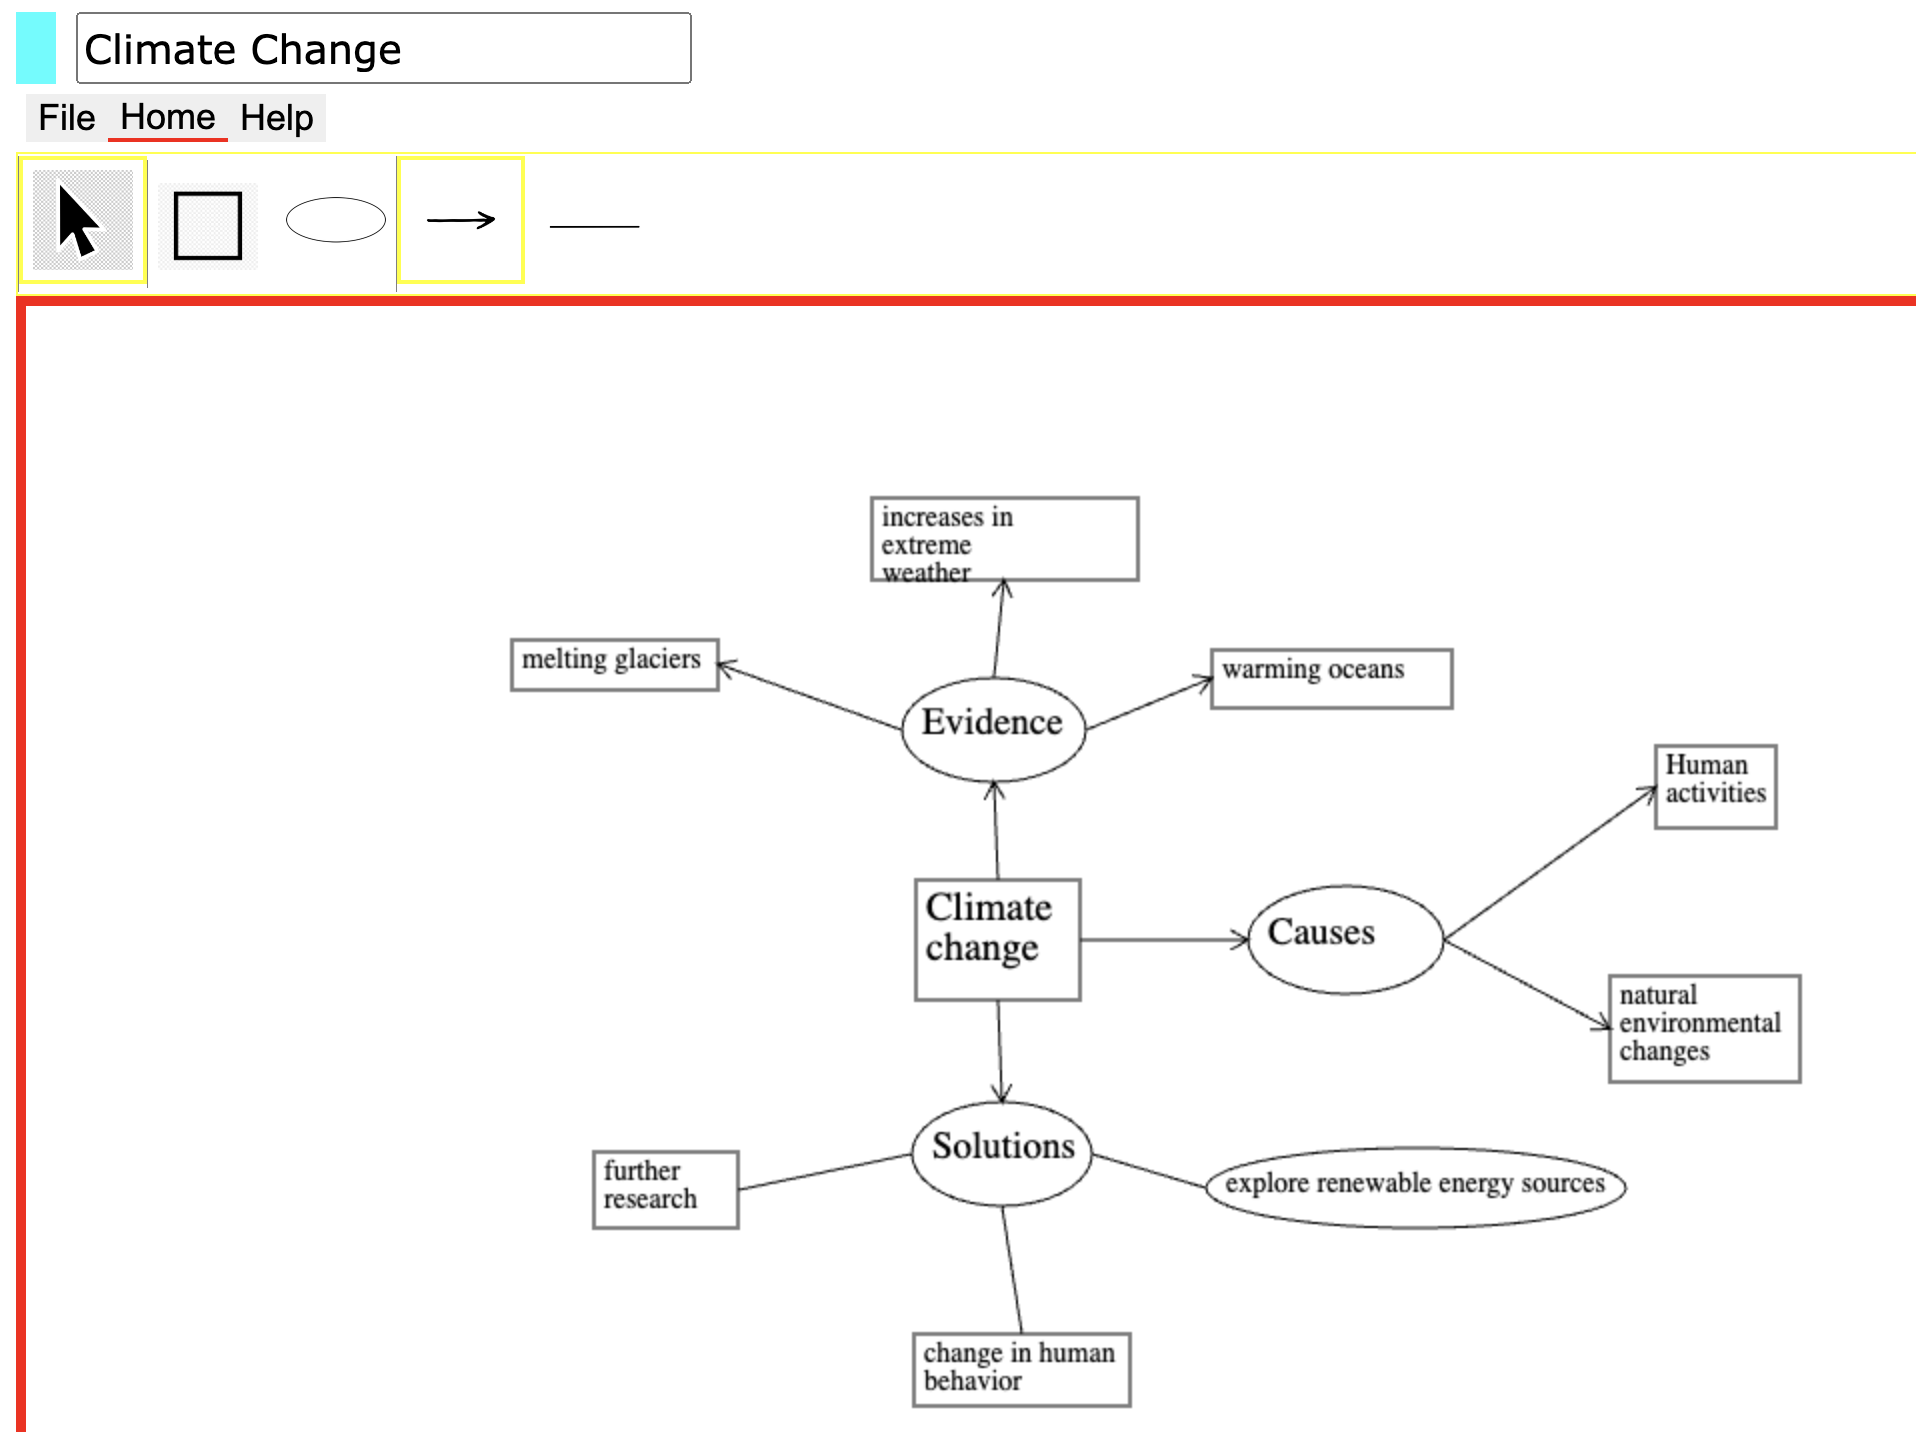 Climate Change
File Home Help
increases in
extreme
weather
melting glaciers
warming oceans
Evidence
Human
activities
Climate
change
Causes
natural
environmental
changes
Solutions
further
research
explore renewable energy sources
change in human
behavior